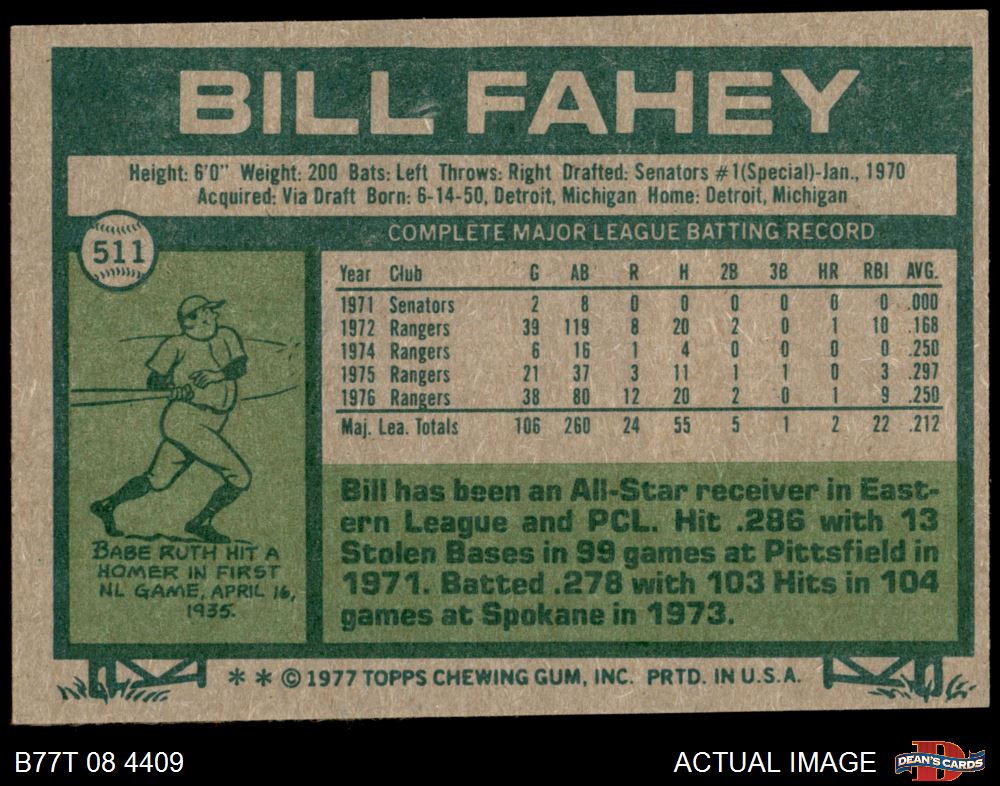 BILL FAHEY
Height: 6'0" Weight: 200 Bats: Left Throws: Right Drafted: Senators #1(Special)-Jan., 1970
Acquired: Via Draft Born: 6-14-50, Detroit, Michigan Home: Detroit, Michigan
511
COMPLETE MAJOR LEAGUE BATTING RECORD
Year Club G AB R H 2B 3B HR RBI AVG.
1971 Senators 2 8 0 0 0 0 0 0 .000
1972 Rangers 39 119 8 20 2 0 1 10 .168
1974 Rangers 6 16 1 4 0 0 0 0 .250
1975 Rangers 21 37 3 11 1 1 0 3 .297
1976 Rangers 38 80 12 20 2 0 1 9 .250
Maj. Lea. Totals 106 260 24 55 5 1 2 22 .212
BABE RUTH HIT A
HOMER IN FIRST
NL GAME, APRIL 16,
1935.
Bill has been an All-Star receiver in East-
ern League and PCL. Hit .286 with 13
Stolen Bases in 99 games at Pittsfield in
1971. Batted .278 with 103 Hits in 104
games at Spokane in 1973.
* * © 1977 TOPPS CHEWING GUM, INC. PRTD. IN U.S.A.
B77T 08 4409
ACTUAL IMAGE
D
DEAN'S CARDS